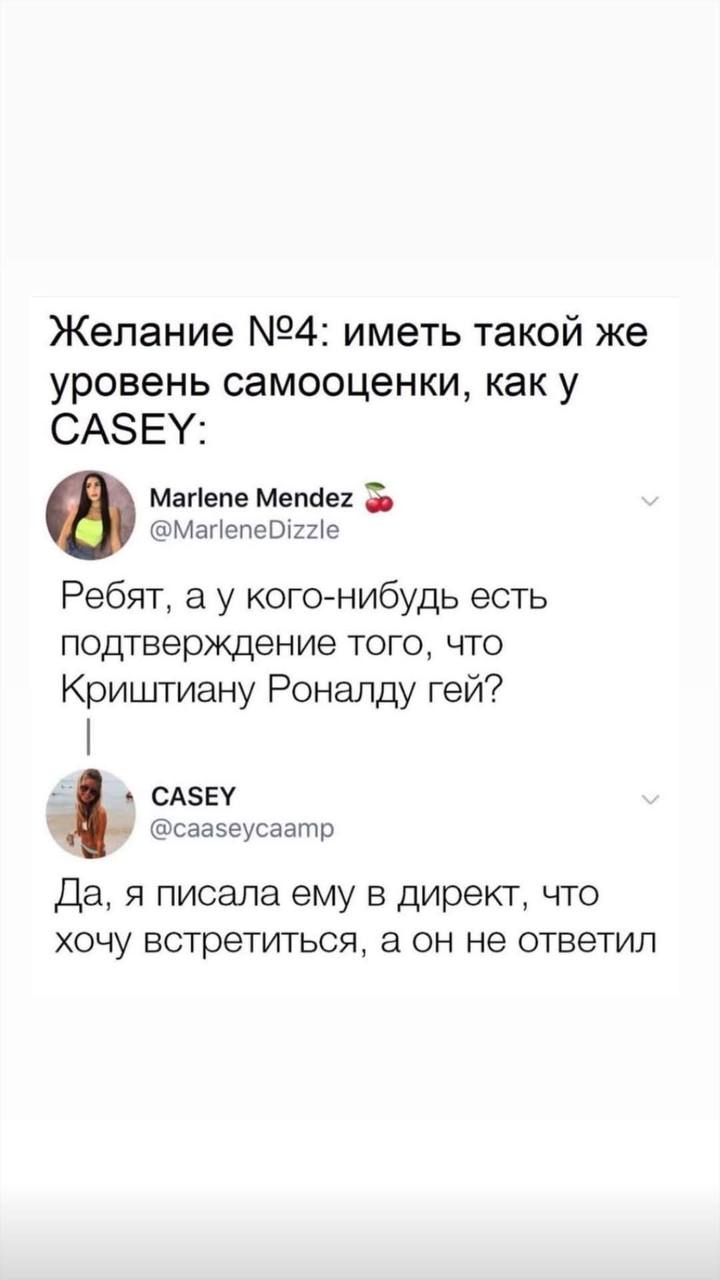 Желание №4: иметь такой же
уровень самооценки, как у
CASEY:
Marlene Mendez 🍒
@MarleneDizzle
Ребят, а у кого-нибудь есть
подтверждение того, что
Криштиану Роналду гей?
CASEY
@caaseycaamp
Да, я писала ему в директ, что
хочу встретиться, а он не ответил